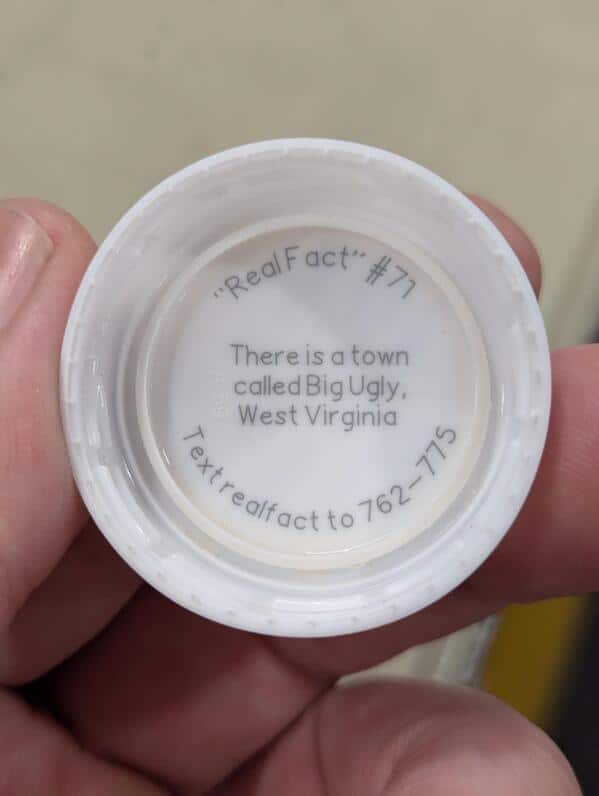 "Real Fact" #71
There is a town
called Big Ugly,
West Virginia
Text realfact to 762-775